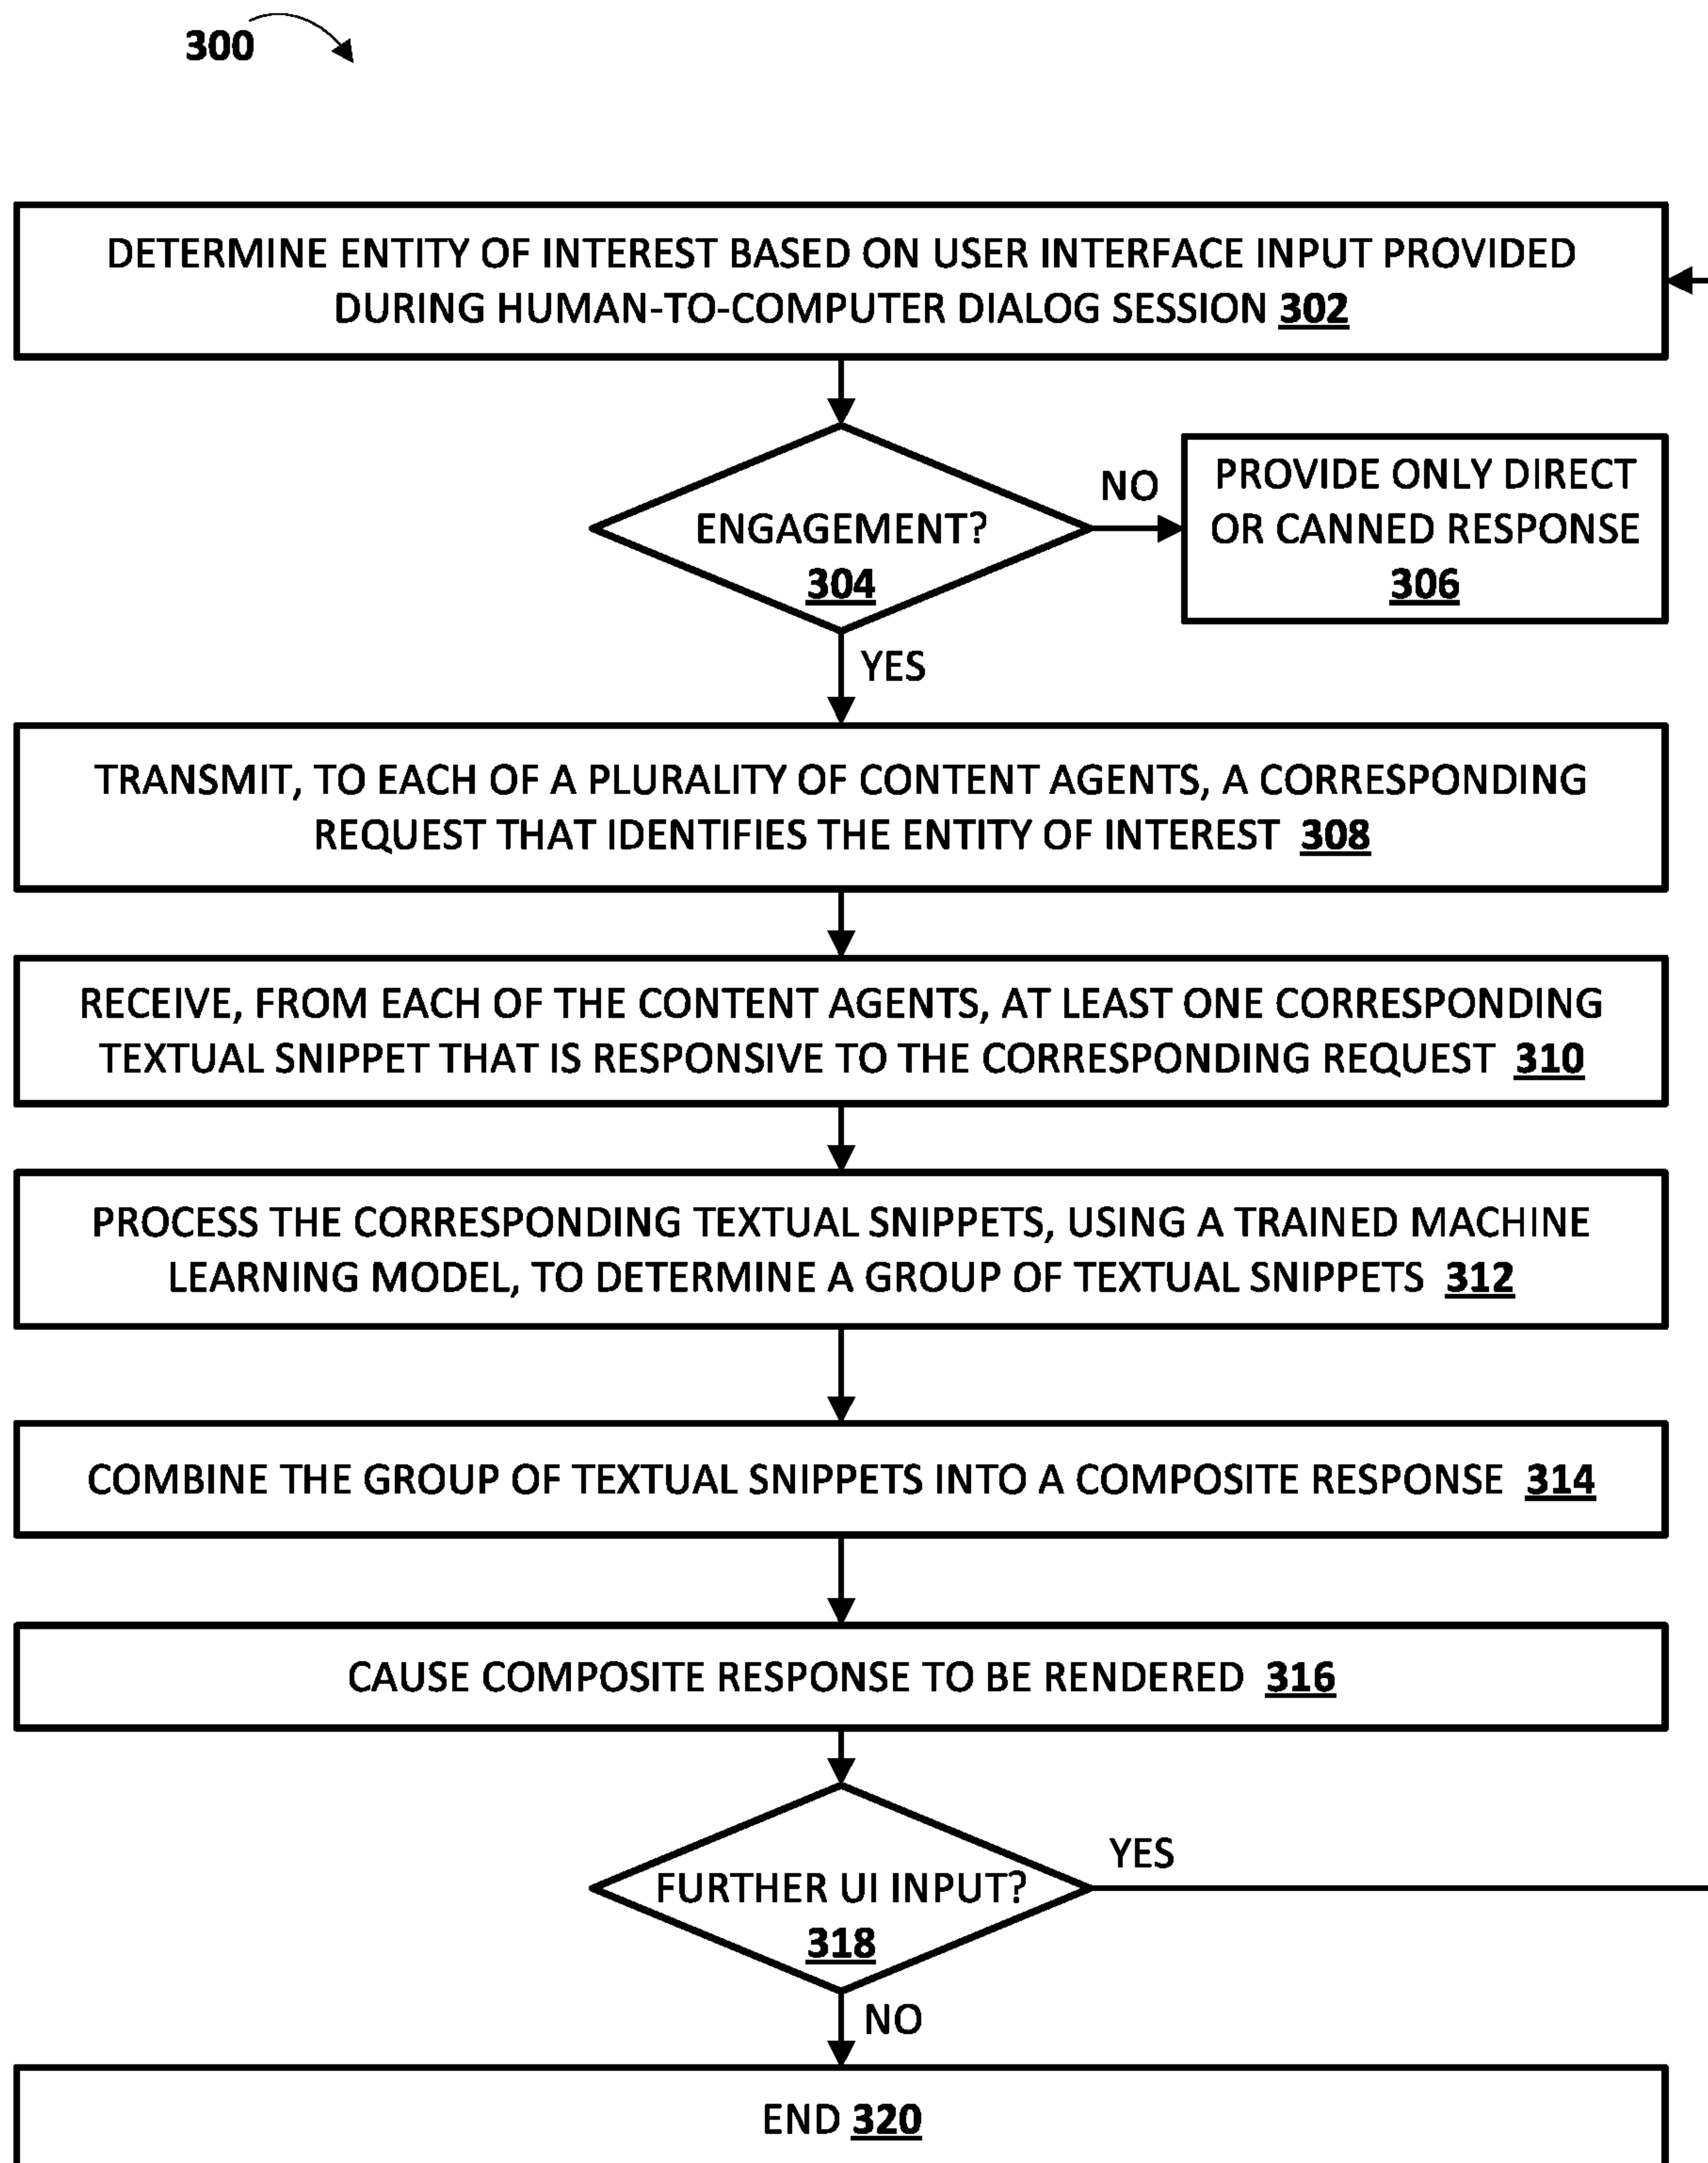 300
DETERMINE ENTITY OF INTEREST BASED ON USER INTERFACE INPUT PROVIDED
DURING HUMAN-TO-COMPUTER DIALOG SESSION 302
ENGAGEMENT?
304
NO
PROVIDE ONLY DIRECT
OR CANNED RESPONSE
306
YES
TRANSMIT, TO EACH OF A PLURALITY OF CONTENT AGENTS, A CORRESPONDING
REQUEST THAT IDENTIFIES THE ENTITY OF INTEREST 308
RECEIVE, FROM EACH OF THE CONTENT AGENTS, AT LEAST ONE CORRESPONDING
TEXTUAL SNIPPET THAT IS RESPONSIVE TO THE CORRESPONDING REQUEST 310
PROCESS THE CORRESPONDING TEXTUAL SNIPPETS, USING A TRAINED MACHINE
LEARNING MODEL, TO DETERMINE A GROUP OF TEXTUAL SNIPPETS 312
COMBINE THE GROUP OF TEXTUAL SNIPPETS INTO A COMPOSITE RESPONSE 314
CAUSE COMPOSITE RESPONSE TO BE RENDERED 316
FURTHER UI INPUT?
318
YES
NO
END 320